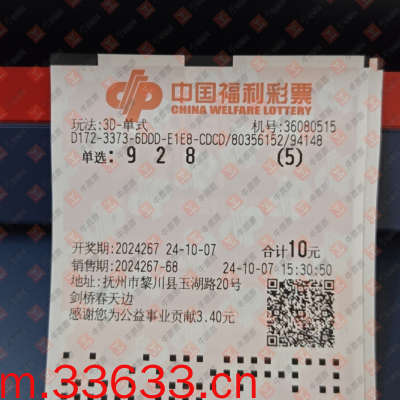 中国福利彩票
CHINA WELFARE LOTTERY
玩法:3D-单式 机号:36080515
D172-3373-6DDD-E1E8-CDCD/80356152/94148
单选: 9 2 8 (5)
开奖期:2024267 24-10-07 合计10元
销售期:2024267-68 24-10-07 15:30:50
地址:抚州市黎川县玉湖路20号
剑桥春天边
感谢您为公益事业贡献3.40元
m.33633.cn